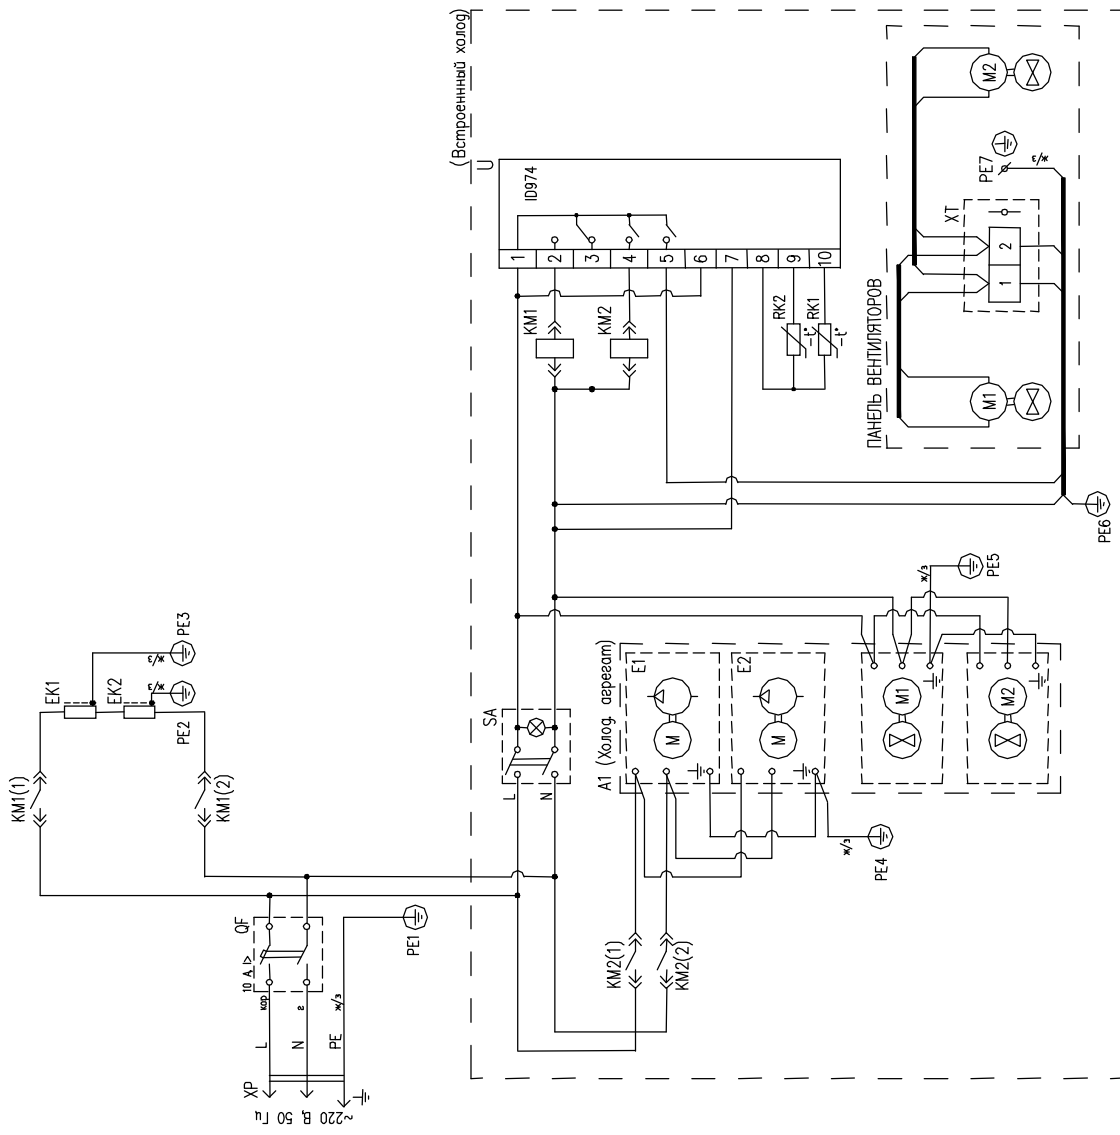 (Встроенный холод)
U
ID974
1
2
3
4
5
6
7
8
9
10
KM1
KM2
RK2
-t°
RK1
-t°
ПАНЕЛЬ ВЕНТИЛЯТОРОВ
M2
PE7
ж/з
XT
1
2
M1
PE6
PE5
ж/з
EK1
EK2
PE3
ж/з
ж/з
PE2
KM1(1)
KM1(2)
SA
L
N
A1 (Холод. агрегат)
E1
M
E2
M
M1
M2
ж/з
PE4
KM2(1)
KM2(2)
QF
10 А I>
кор
г
ж/з
PE1
L
N
PE
XP
~220 В, 50 Гц